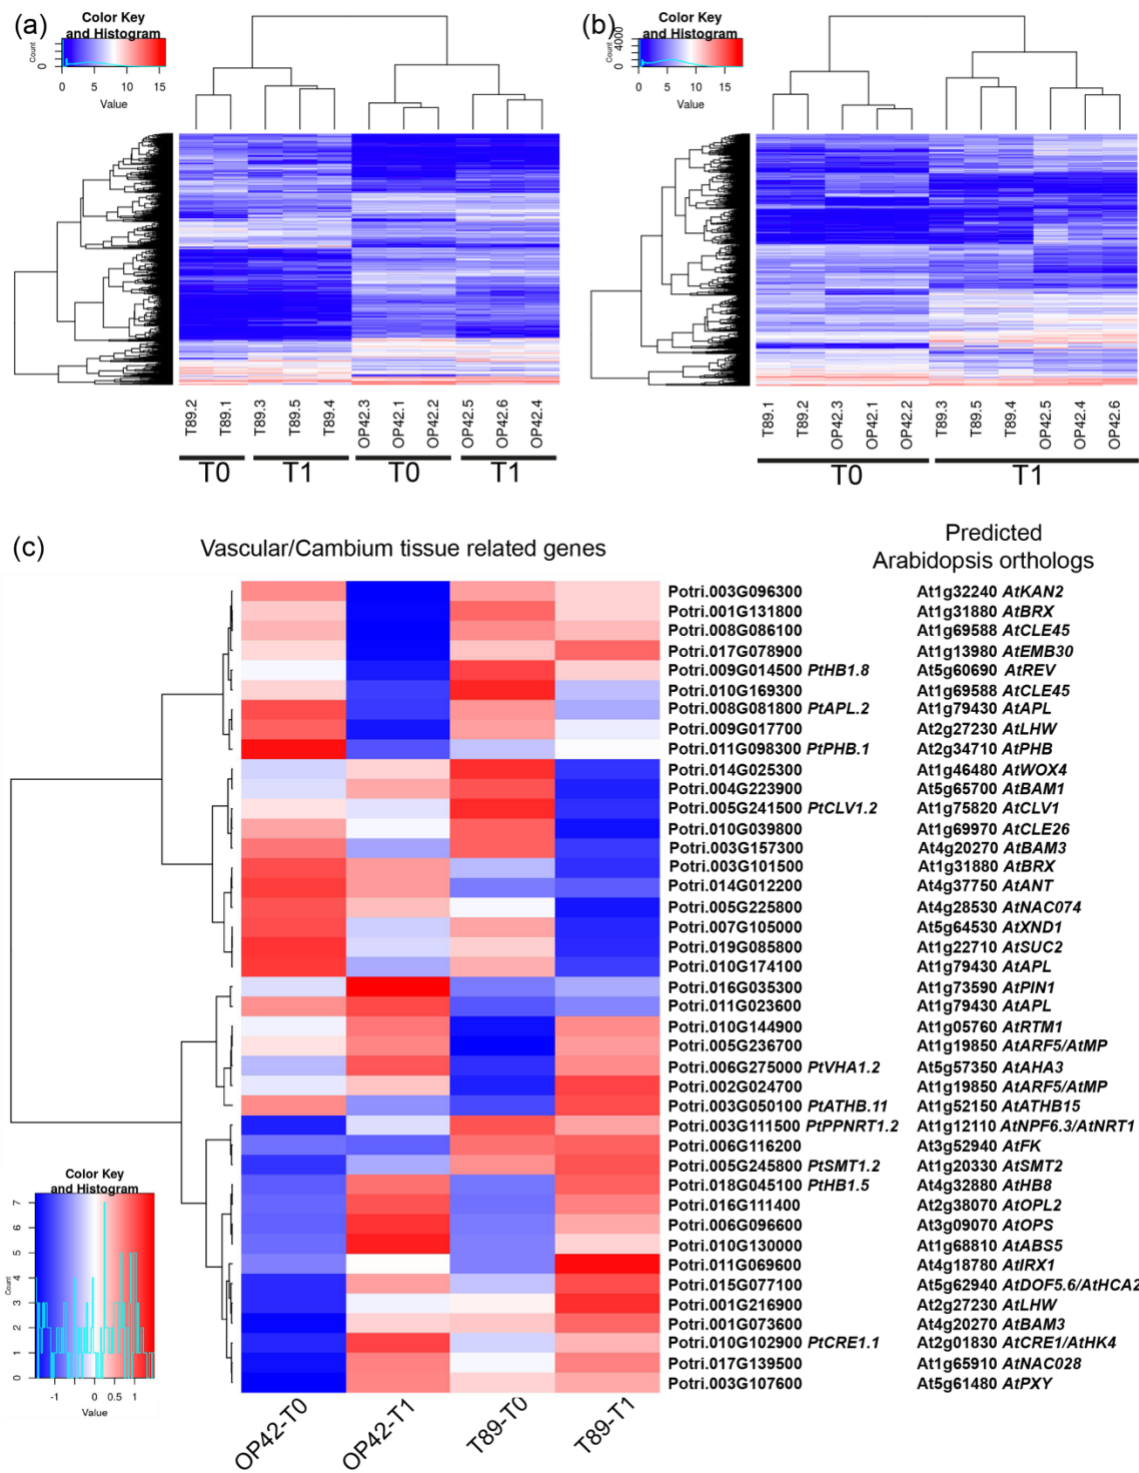 (a)
Color Key
and Histogram
Count
0
0 5 10 15
Value
T89.2 T89.1 T89.3 T89.5 T89.4 OP42.3 OP42.1 OP42.2 OP42.5 OP42.6 OP42.4
T0 T1 T0 T1
(b)
Color Key
and Histogram
Count
0 4000
0 5 10 15
Value
T89.1 T89.2 OP42.3 OP42.1 OP42.2 T89.3 T89.5 T89.4 OP42.5 OP42.4 OP42.6
T0 T1
(c)
Vascular/Cambium tissue related genes
Predicted
Arabidopsis orthologs
Potri.003G096300 At1g32240 AtKAN2
Potri.001G131800 At1g31880 AtBRX
Potri.008G086100 At1g69588 AtCLE45
Potri.017G078900 At1g13980 AtEMB30
Potri.009G014500 PtHB1.8 At5g60690 AtREV
Potri.010G169300 At1g69588 AtCLE45
Potri.008G081800 PtAPL.2 At1g79430 AtAPL
Potri.009G017700 At2g27230 AtLHW
Potri.011G098300 PtPHB.1 At2g34710 AtPHB
Potri.014G025300 At1g46480 AtWOX4
Potri.004G223900 At5g65700 AtBAM1
Potri.005G241500 PtCLV1.2 At1g75820 AtCLV1
Potri.010G039800 At1g69970 AtCLE26
Potri.003G157300 At4g20270 AtBAM3
Potri.003G101500 At1g31880 AtBRX
Potri.014G012200 At4g37750 AtANT
Potri.005G225800 At4g28530 AtNAC074
Potri.007G105000 At5g64530 AtXND1
Potri.019G085800 At1g22710 AtSUC2
Potri.010G174100 At1g79430 AtAPL
Potri.016G035300 At1g73590 AtPIN1
Potri.011G023600 At1g79430 AtAPL
Potri.010G144900 At1g05760 AtRTM1
Potri.005G236700 At1g19850 AtARF5/AtMP
Potri.006G275000 PtVHA1.2 At5g57350 AtAHA3
Potri.002G024700 At1g19850 AtARF5/AtMP
Potri.003G050100 PtATHB.11 At1g52150 AtATHB15
Potri.003G111500 PtPPNRT1.2 At1g12110 AtNPF6.3/AtNRT1
Potri.006G116200 At3g52940 AtFK
Potri.005G245800 PtSMT1.2 At1g20330 AtSMT2
Potri.018G045100 PtHB1.5 At4g32880 AtHB8
Potri.016G111400 At2g38070 AtOPL2
Potri.006G096600 At3g09070 AtOPS
Potri.010G130000 At1g68810 AtABS5
Potri.011G069600 At4g18780 AtIRX1
Potri.015G077100 At5g62940 AtDOF5.6/AtHCA2
Potri.001G216900 At2g27230 AtLHW
Potri.001G073600 At4g20270 AtBAM3
Potri.010G102900 PtCRE1.1 At2g01830 AtCRE1/AtHK4
Potri.017G139500 At1g65910 AtNAC028
Potri.003G107600 At5g61480 AtPXY
Color Key
and Histogram
Count
0 1 2 3 4 5 6 7
-1 0 0.5 1
Value
OP42-T0 OP42-T1 T89-T0 T89-T1